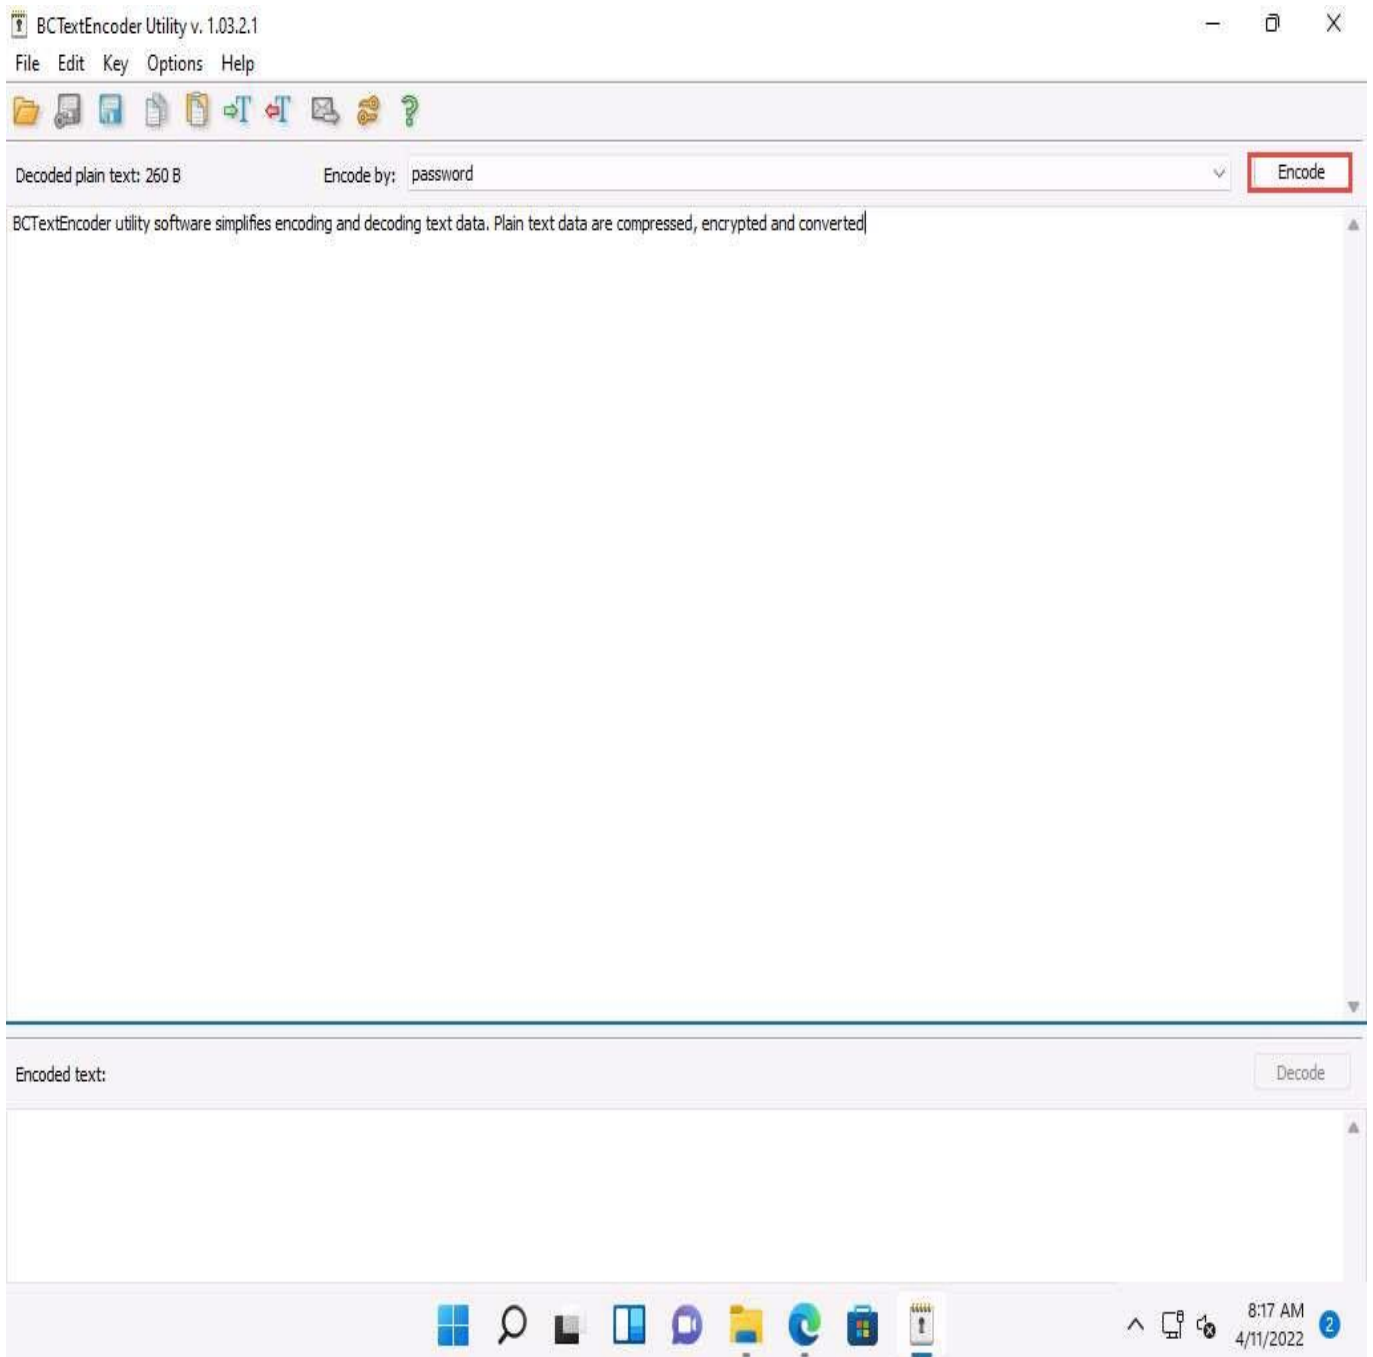 BCTextEncoder Utility v. 1.03.2.1
File Edit Key Options Help
Decoded plain text: 260 B Encode by: password Encode
BCTextEncoder utility software simplifies encoding and decoding text data. Plain text data are compressed, encrypted and converted
Encoded text: Decode
8:17 AM
4/11/2022 2